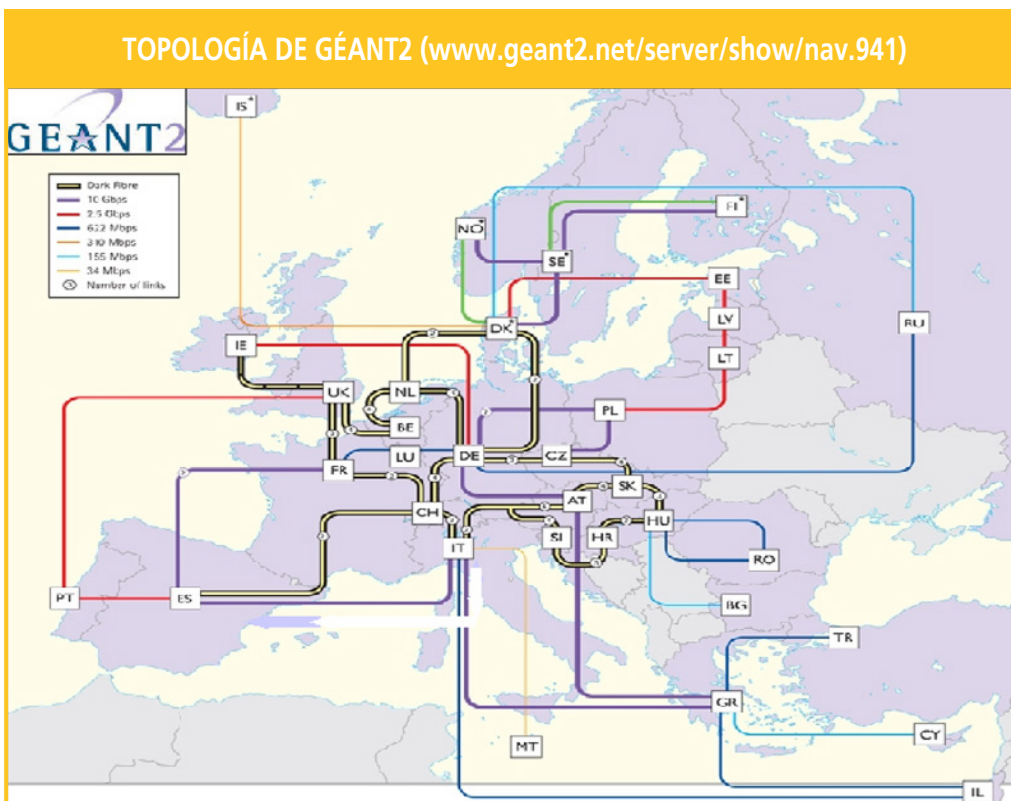 TOPOLOGÍA DE GÉANT2 (www.geant2.net/server/show/nav.941)
IS*
GEANT2
Dark Fibre
10 Gbps
2.5 Gbps
622 Mbps
310 Mbps
155 Mbps
34 Mbps
Number of links
NO*
FI*
SE*
EE
DK*
LV
RU
IE
LT
UK
NL
PL
BE
LU
DE
CZ
FR
SK
AT
CH
HU
IT
SI
HR
RO
PT
ES
BG
TR
GR
CY
MT
IL